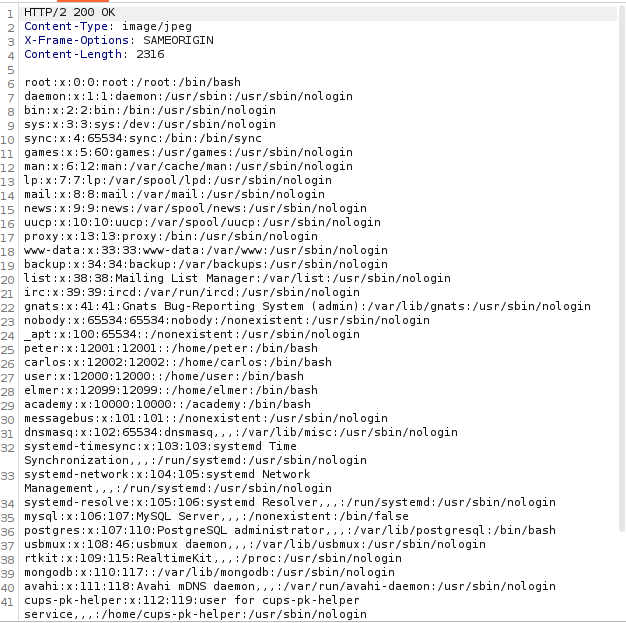 1 HTTP/2 200 OK
2 Content-Type: image/jpeg
3 X-Frame-Options: SAMEORIGIN
4 Content-Length: 2316
5
6 root:x:0:0:root:/root:/bin/bash
7 daemon:x:1:1:daemon:/usr/sbin:/usr/sbin/nologin
8 bin:x:2:2:bin:/bin:/usr/sbin/nologin
9 sys:x:3:3:sys:/dev:/usr/sbin/nologin
10 sync:x:4:65534:sync:/bin:/bin/sync
11 games:x:5:60:games:/usr/games:/usr/sbin/nologin
12 man:x:6:12:man:/var/cache/man:/usr/sbin/nologin
13 lp:x:7:7:lp:/var/spool/lpd:/usr/sbin/nologin
14 mail:x:8:8:mail:/var/mail:/usr/sbin/nologin
15 news:x:9:9:news:/var/spool/news:/usr/sbin/nologin
16 uucp:x:10:10:uucp:/var/spool/uucp:/usr/sbin/nologin
17 proxy:x:13:13:proxy:/bin:/usr/sbin/nologin
18 www-data:x:33:33:www-data:/var/www:/usr/sbin/nologin
19 backup:x:34:34:backup:/var/backups:/usr/sbin/nologin
20 list:x:38:38:Mailing List Manager:/var/list:/usr/sbin/nologin
21 irc:x:39:39:ircd:/var/run/ircd:/usr/sbin/nologin
22 gnats:x:41:41:Gnats Bug-Reporting System (admin):/var/lib/gnats:/usr/sbin/nologin
23 nobody:x:65534:65534:nobody:/nonexistent:/usr/sbin/nologin
24 _apt:x:100:65534::/nonexistent:/usr/sbin/nologin
25 peter:x:12001:12001::/home/peter:/bin/bash
26 carlos:x:12002:12002::/home/carlos:/bin/bash
27 user:x:12000:12000::/home/user:/bin/bash
28 elmer:x:12099:12099::/home/elmer:/bin/bash
29 academy:x:10000:10000::/academy:/bin/bash
30 messagebus:x:101:101::/nonexistent:/usr/sbin/nologin
31 dnsmasq:x:102:65534:dnsmasq,,,:/var/lib/misc:/usr/sbin/nologin
32 systemd-timesync:x:103:103:systemd Time
Synchronization,,,:/run/systemd:/usr/sbin/nologin
33 systemd-network:x:104:105:systemd Network
Management,,,:/run/systemd:/usr/sbin/nologin
34 systemd-resolve:x:105:106:systemd Resolver,,,:/run/systemd:/usr/sbin/nologin
35 mysql:x:106:107:MySQL Server,,,:/nonexistent:/bin/false
36 postgres:x:107:110:PostgreSQL administrator,,,:/var/lib/postgresql:/bin/bash
37 usbmux:x:108:46:usbmux daemon,,,:/var/lib/usbmux:/usr/sbin/nologin
38 rtkit:x:109:115:RealtimeKit,,,:/proc:/usr/sbin/nologin
39 mongodb:x:110:117::/var/lib/mongodb:/usr/sbin/nologin
40 avahi:x:111:118:Avahi mDNS daemon,,,:/var/run/avahi-daemon:/usr/sbin/nologin
41 cups-pk-helper:x:112:119:user for cups-pk-helper
service,,,:/home/cups-pk-helper:/usr/sbin/nologin